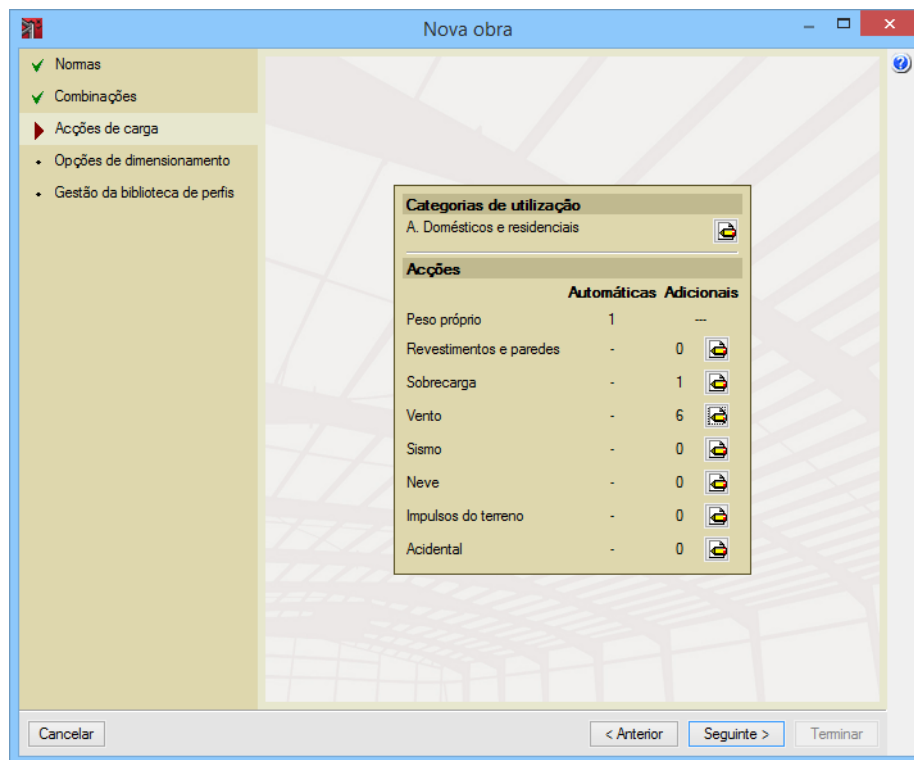 Nova obra
Normas
Combinações
Acções de carga
Opções de dimensionamento
Gestão da biblioteca de perfis
Categorias de utilização
A. Domésticos e residenciais
Acções
Automáticas Adicionais
Peso próprio 1 ---
Revestimentos e paredes - 0
Sobrecarga - 1
Vento - 6
Sismo - 0
Neve - 0
Impulsos do terreno - 0
Acidental - 0
Cancelar < Anterior Seguinte > Terminar